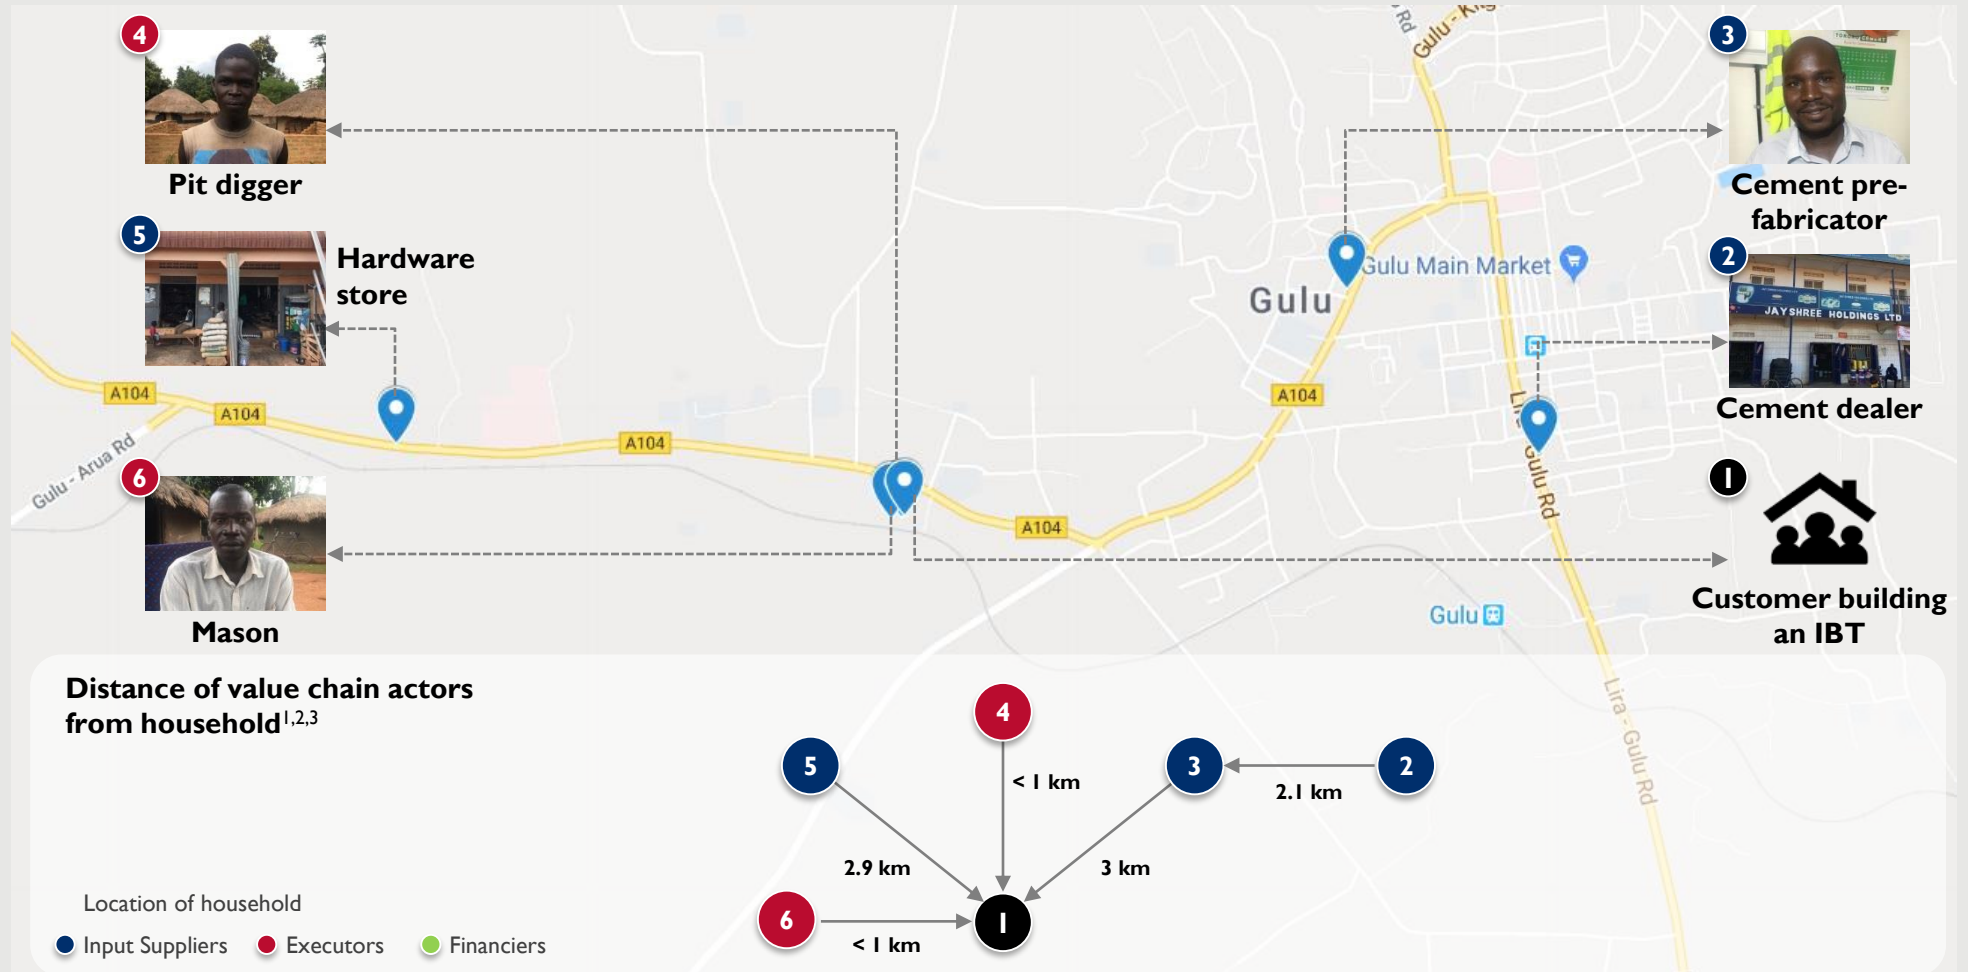 4
Pit digger
5
Hardware
store
6
Mason
3
Cement pre-
fabricator
2
JAYSHREE HOLDINGS LTD
Cement dealer
1
Customer building
an IBT
Gulu - Arua Rd
A104
A104
A104
A104
A104
Rd
Gulu
Gulu Main Market
Gulu Rd
Gulu
Lira - Gulu Rd
Distance of value chain actors
from household1,2,3
4
5
3
2
< 1 km
2.1 km
2.9 km
3 km
6
1
< 1 km
Location of household
Input Suppliers
Executors
Financiers